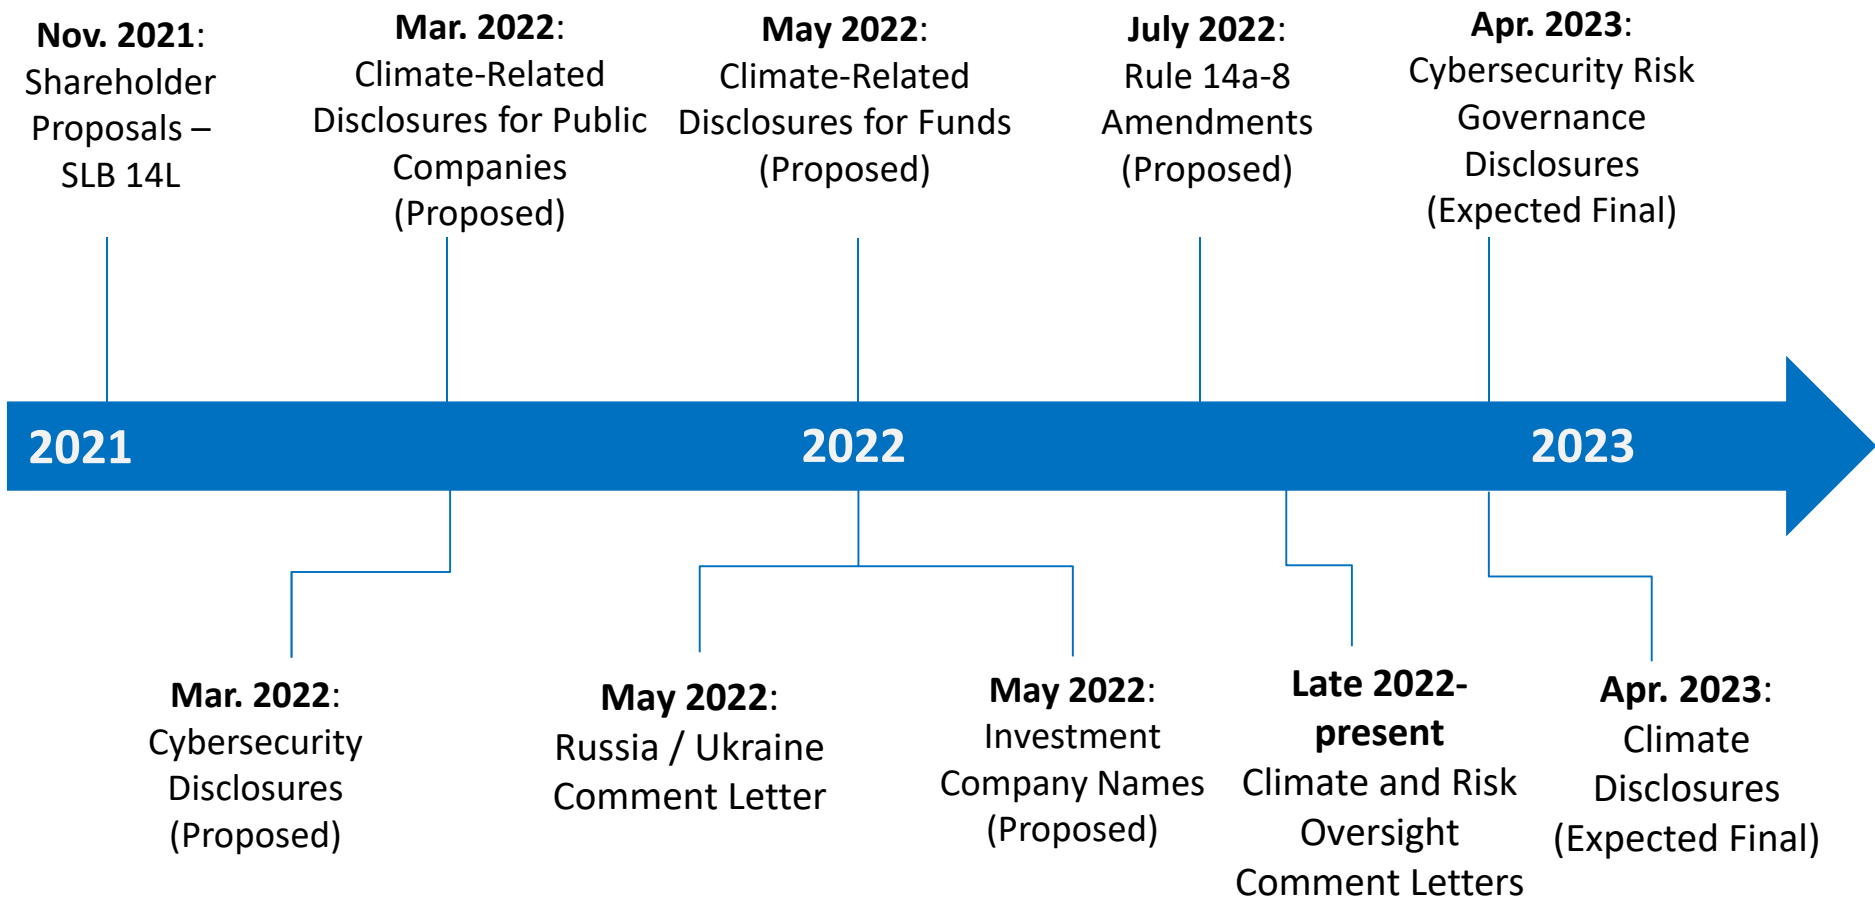 Nov. 2021:
Shareholder
Proposals –
SLB 14L
Mar. 2022:
Climate-Related
Disclosures for Public
Companies
(Proposed)
May 2022:
Climate-Related
Disclosures for Funds
(Proposed)
July 2022:
Rule 14a-8
Amendments
(Proposed)
Apr. 2023:
Cybersecurity Risk
Governance
Disclosures
(Expected Final)
2021
2022
2023
Mar. 2022:
Cybersecurity
Disclosures
(Proposed)
May 2022:
Russia / Ukraine
Comment Letter
May 2022:
Investment
Company Names
(Proposed)
Late 2022-
present
Climate and Risk
Oversight
Comment Letters
Apr. 2023:
Climate
Disclosures
(Expected Final)